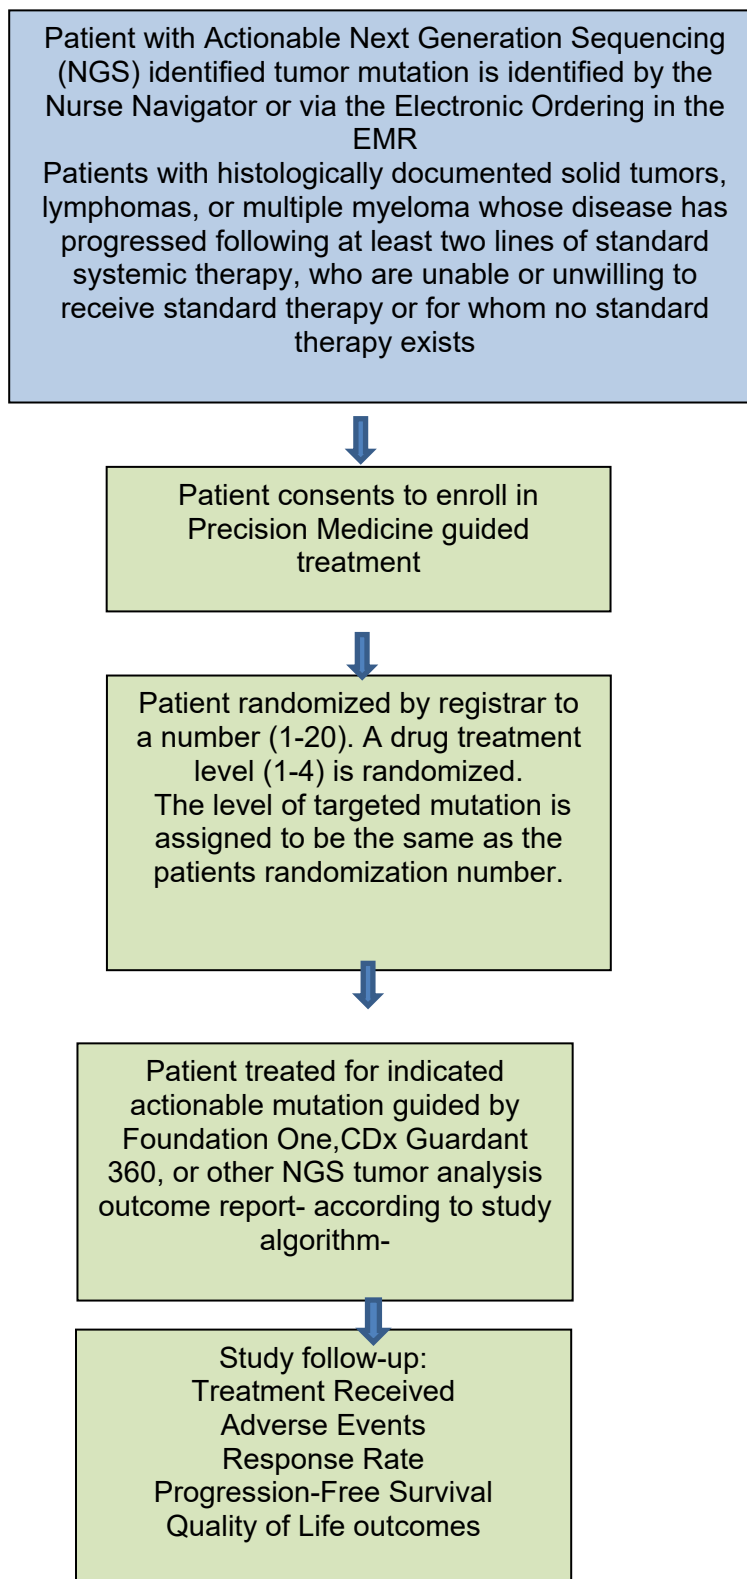 Patient with Actionable Next Generation Sequencing
(NGS) identified tumor mutation is identified by the
Nurse Navigator or via the Electronic Ordering in the
EMR
Patients with histologically documented solid tumors,
lymphomas, or multiple myeloma whose disease has
progressed following at least two lines of standard
systemic therapy, who are unable or unwilling to
receive standard therapy or for whom no standard
therapy exists
Patient consents to enroll in
Precision Medicine guided
treatment
Patient randomized by registrar to
a number (1-20). A drug treatment
level (1-4) is randomized.
The level of targeted mutation is
assigned to be the same as the
patients randomization number.
Patient treated for indicated
actionable mutation guided by
Foundation One,CDx Guardant
360, or other NGS tumor analysis
outcome report- according to study
algorithm-
Study follow-up:
Treatment Received
Adverse Events
Response Rate
Progression-Free Survival
Quality of Life outcomes